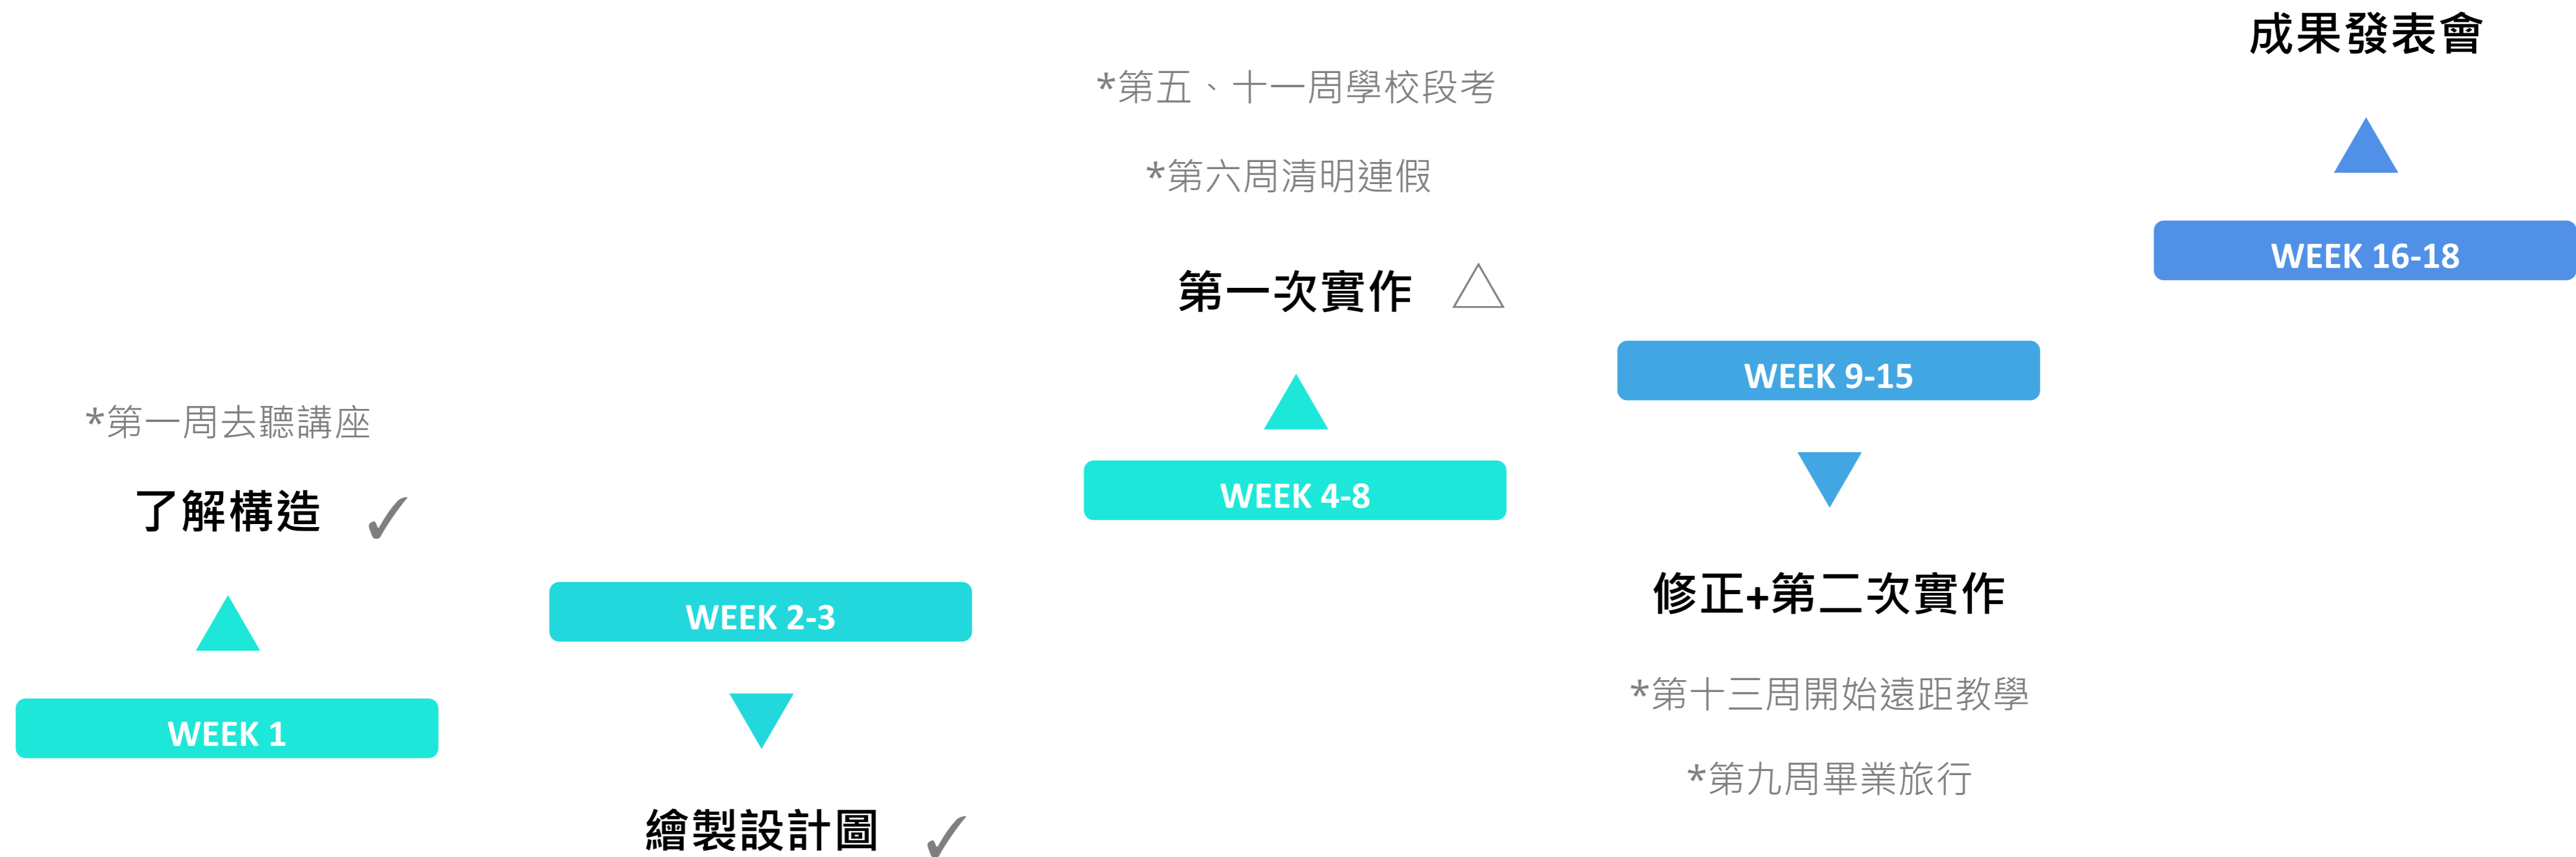 *第一周去聽講座
了解構造 ✓
WEEK 1
WEEK 2-3
繪製設計圖 ✓
*第五、十一周學校段考
*第六周清明連假
第一次實作 △
WEEK 4-8
WEEK 9-15
修正+第二次實作
*第十三周開始遠距教學
*第九周畢業旅行
成果發表會
WEEK 16-18